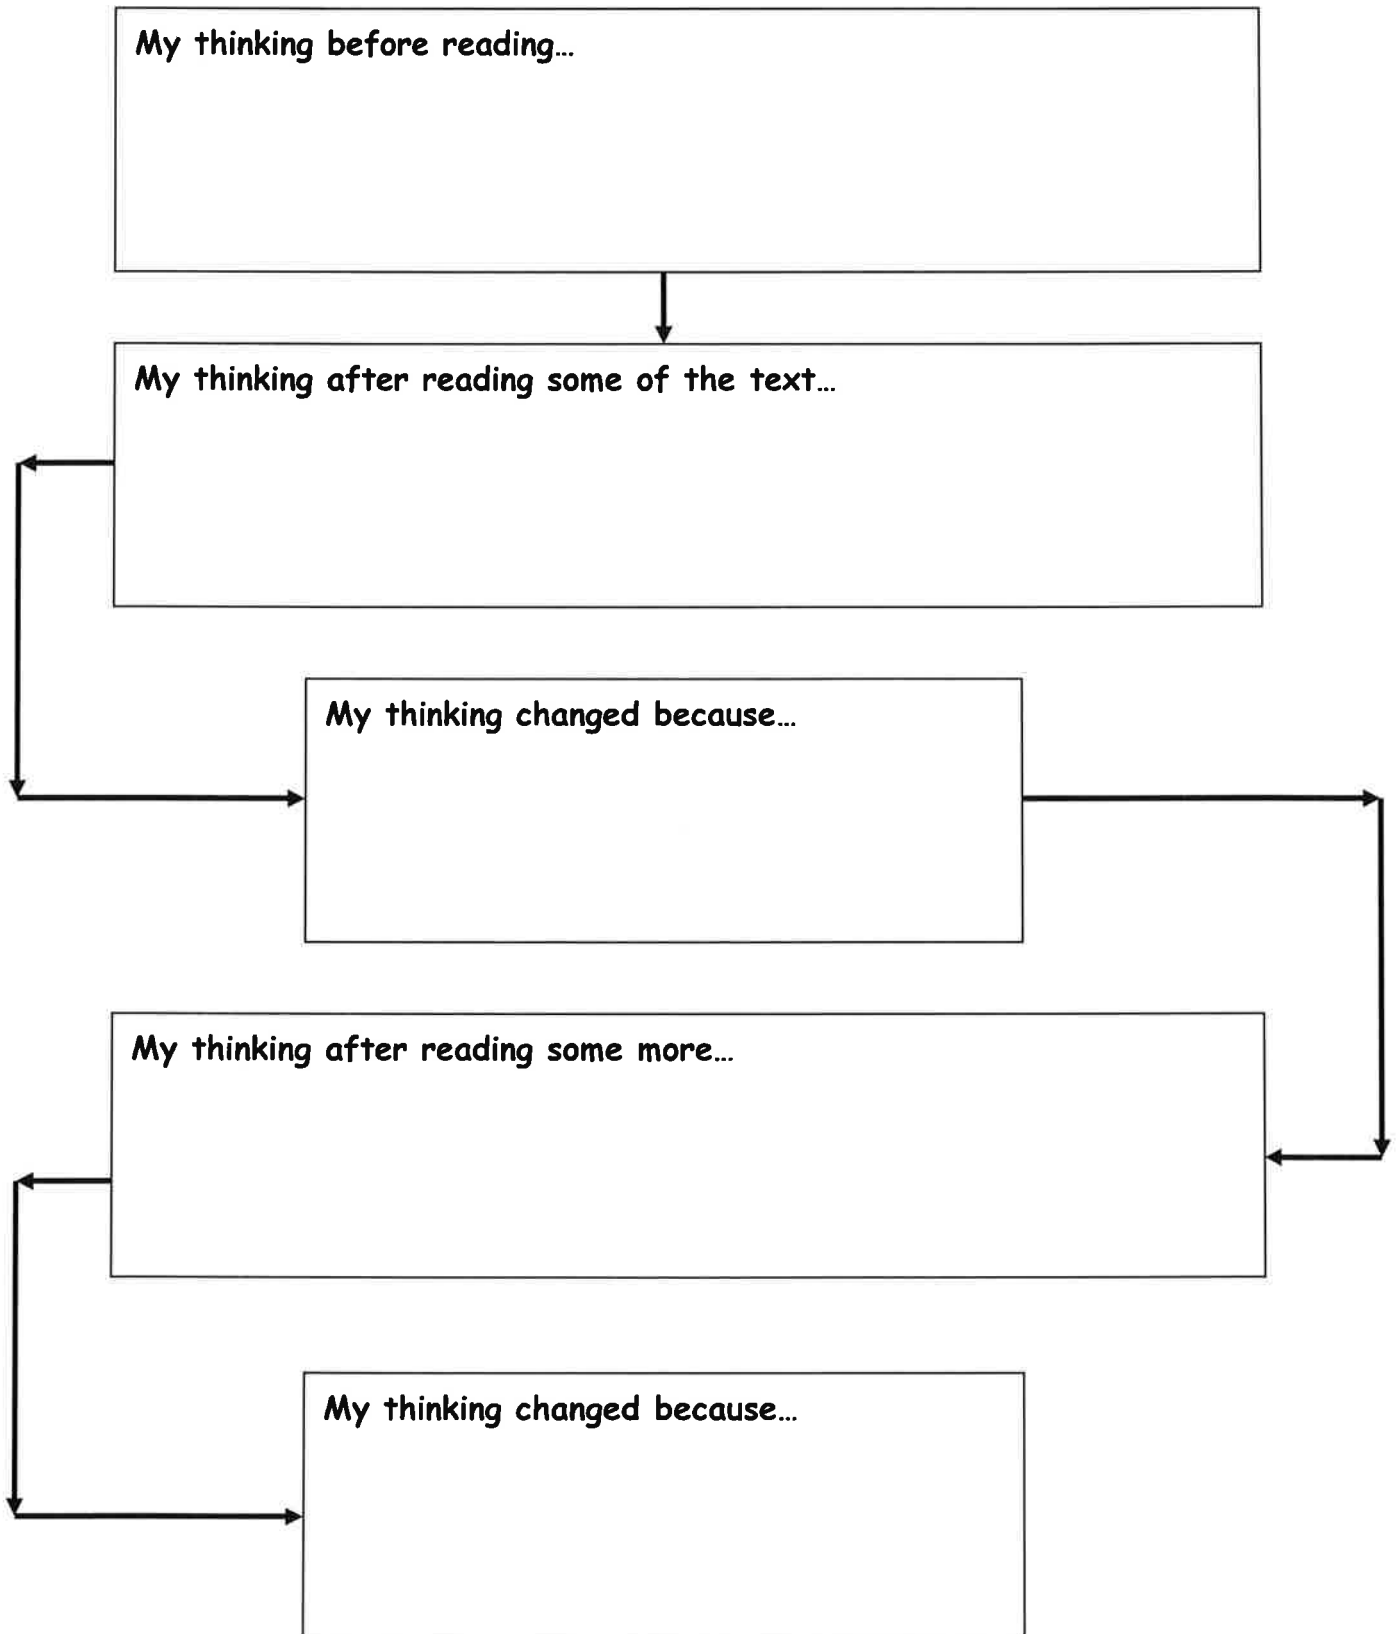 My thinking before reading…
My thinking after reading some of the text…
My thinking changed because…
My thinking after reading some more…
My thinking changed because…